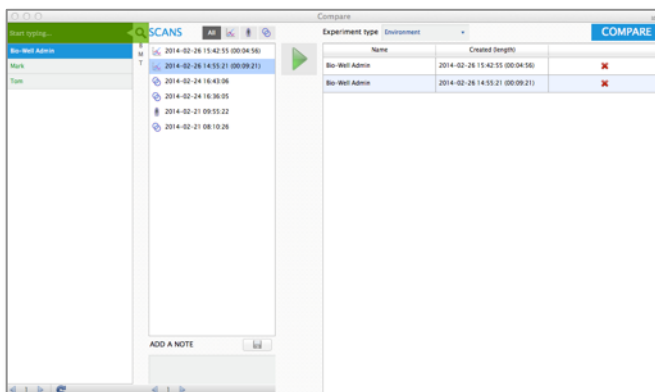 Compare
Start typing...
SCANS
All
Experiment type Environment
COMPARE
Bio-Well Admin
Mark
Tom
B
M
T
2014-02-26 15:42:55 (00:04:56)
2014-02-26 14:55:21 (00:09:21)
2014-02-24 16:43:06
2014-02-24 16:36:05
2014-02-21 09:55:22
2014-02-21 08:10:26
Name Created (length)
Bio-Well Admin 2014-02-26 15:42:55 (00:04:56)
Bio-Well Admin 2014-02-26 14:55:21 (00:09:21)
ADD A NOTE
1
1